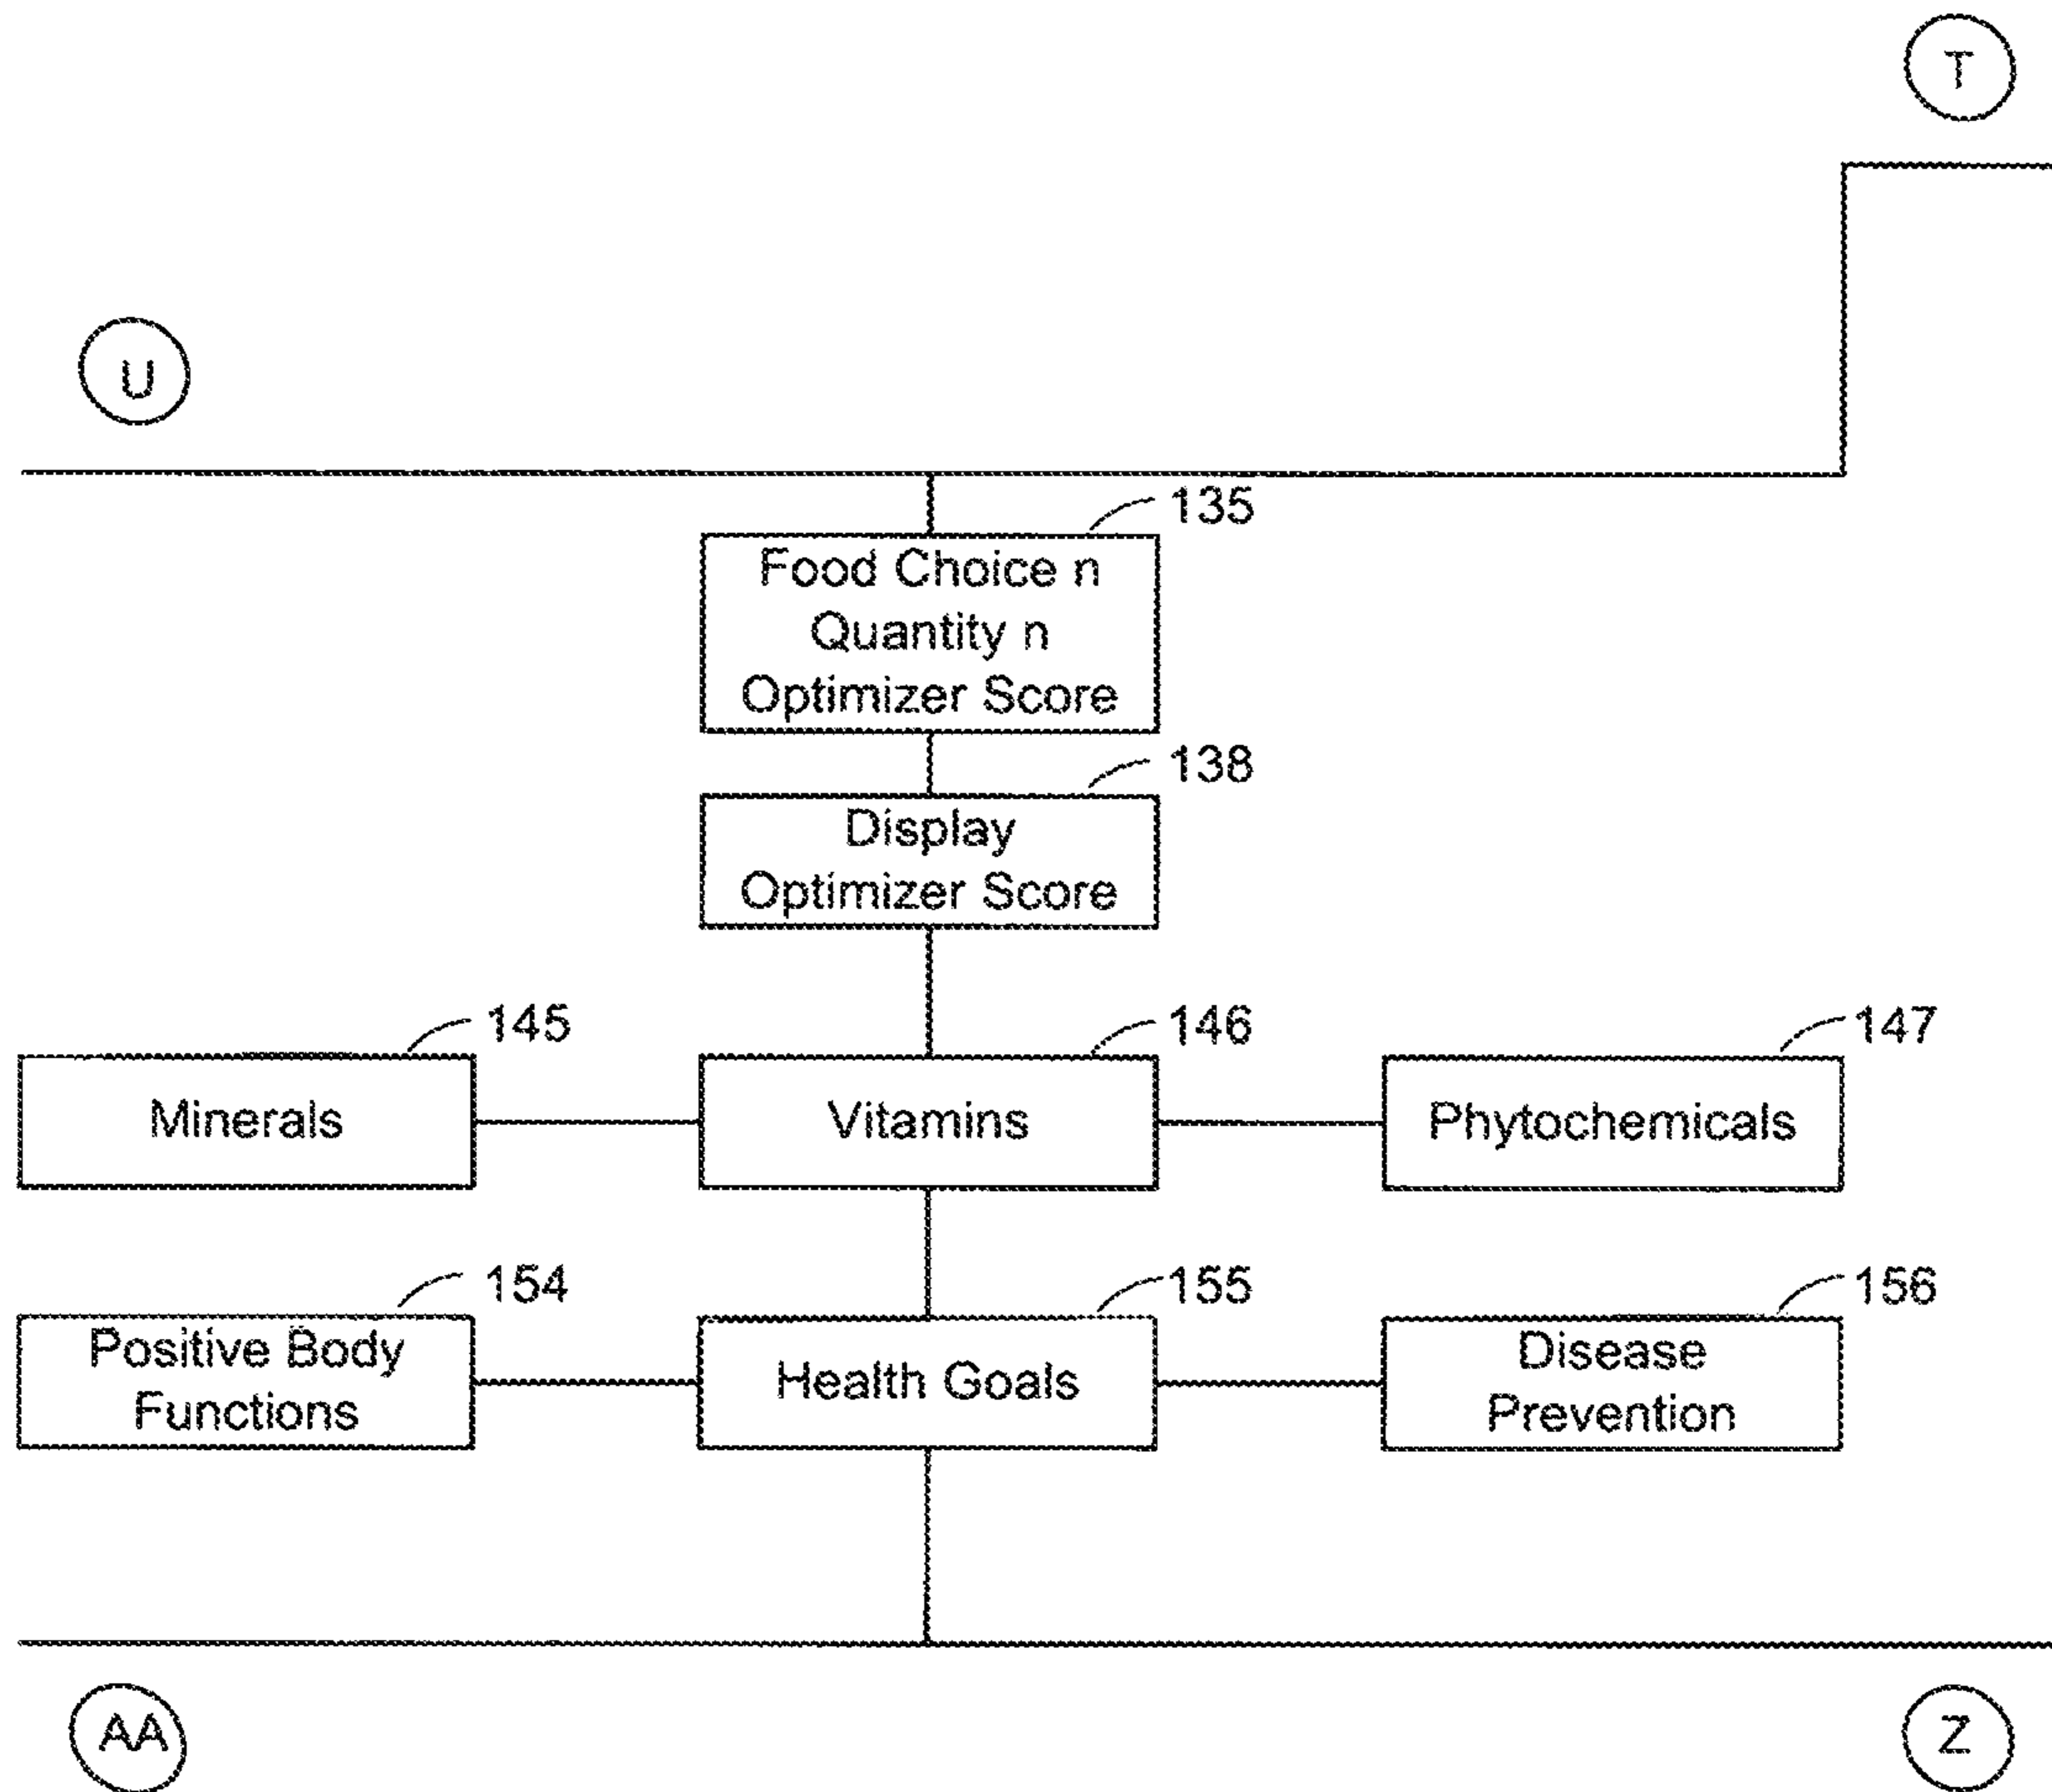 T
U
135
Food Choice n
Quantity n
Optimizer Score
138
Display
Optimizer Score
145
146
147
Minerals
Vitamins
Phytochemicals
154
155
156
Positive Body
Functions
Health Goals
Disease
Prevention
AA
Z